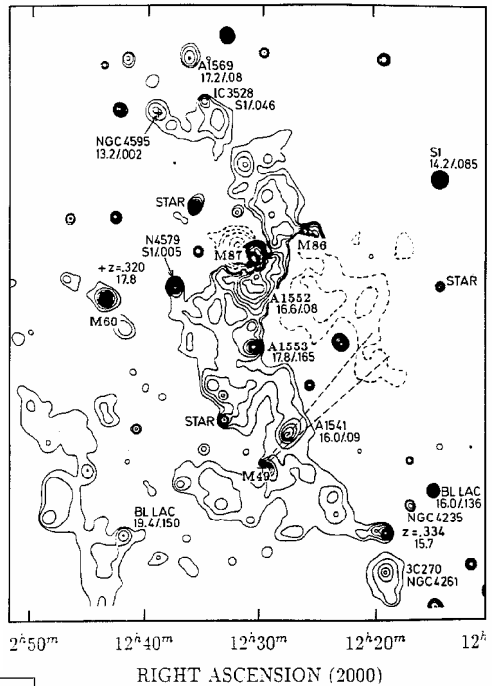 A1569
17.2/.08
IC3528
S1/.046
NGC4595
13.2/.002
S1
14.2/.085
STAR
M86
M87
N4579
S1/.005
+ z=.320
17.8
M60
STAR
A1552
16.6/.08
A1553
17.8/.165
STAR
A1541
16.0/.09
M49
BL LAC
16.0/.136
NGC4235
BL LAC
19.4/.150
z=.334
15.7
3C270
NGC4261
2ʰ50ᵐ 12ʰ40ᵐ 12ʰ30ᵐ 12ʰ20ᵐ 12ʰ
RIGHT ASCENSION (2000)